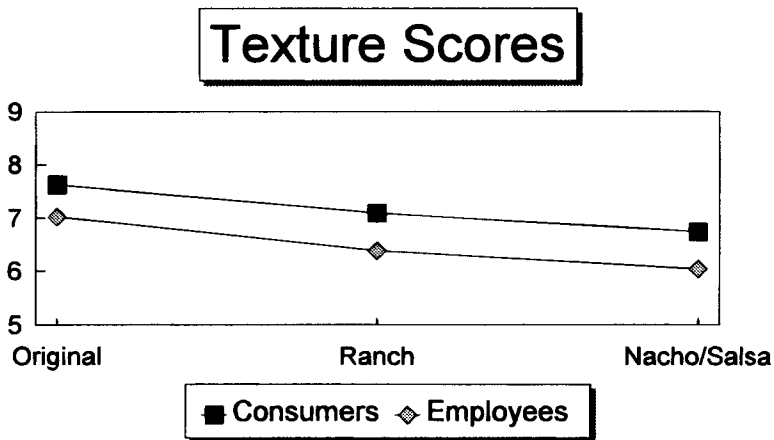 Texture Scores
9
8
7
6
5
Original Ranch Nacho/Salsa
Consumers Employees